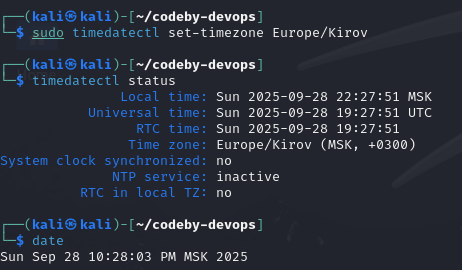 ┌──(kali㉿kali)-[~/codeby-devops]
└─$ sudo timedatectl set-timezone Europe/Kirov
┌──(kali㉿kali)-[~/codeby-devops]
└─$ timedatectl status
Local time: Sun 2025-09-28 22:27:51 MSK
Universal time: Sun 2025-09-28 19:27:51 UTC
RTC time: Sun 2025-09-28 19:27:51
Time zone: Europe/Kirov (MSK, +0300)
System clock synchronized: no
NTP service: inactive
RTC in local TZ: no
┌──(kali㉿kali)-[~/codeby-devops]
└─$ date
Sun Sep 28 10:28:03 PM MSK 2025